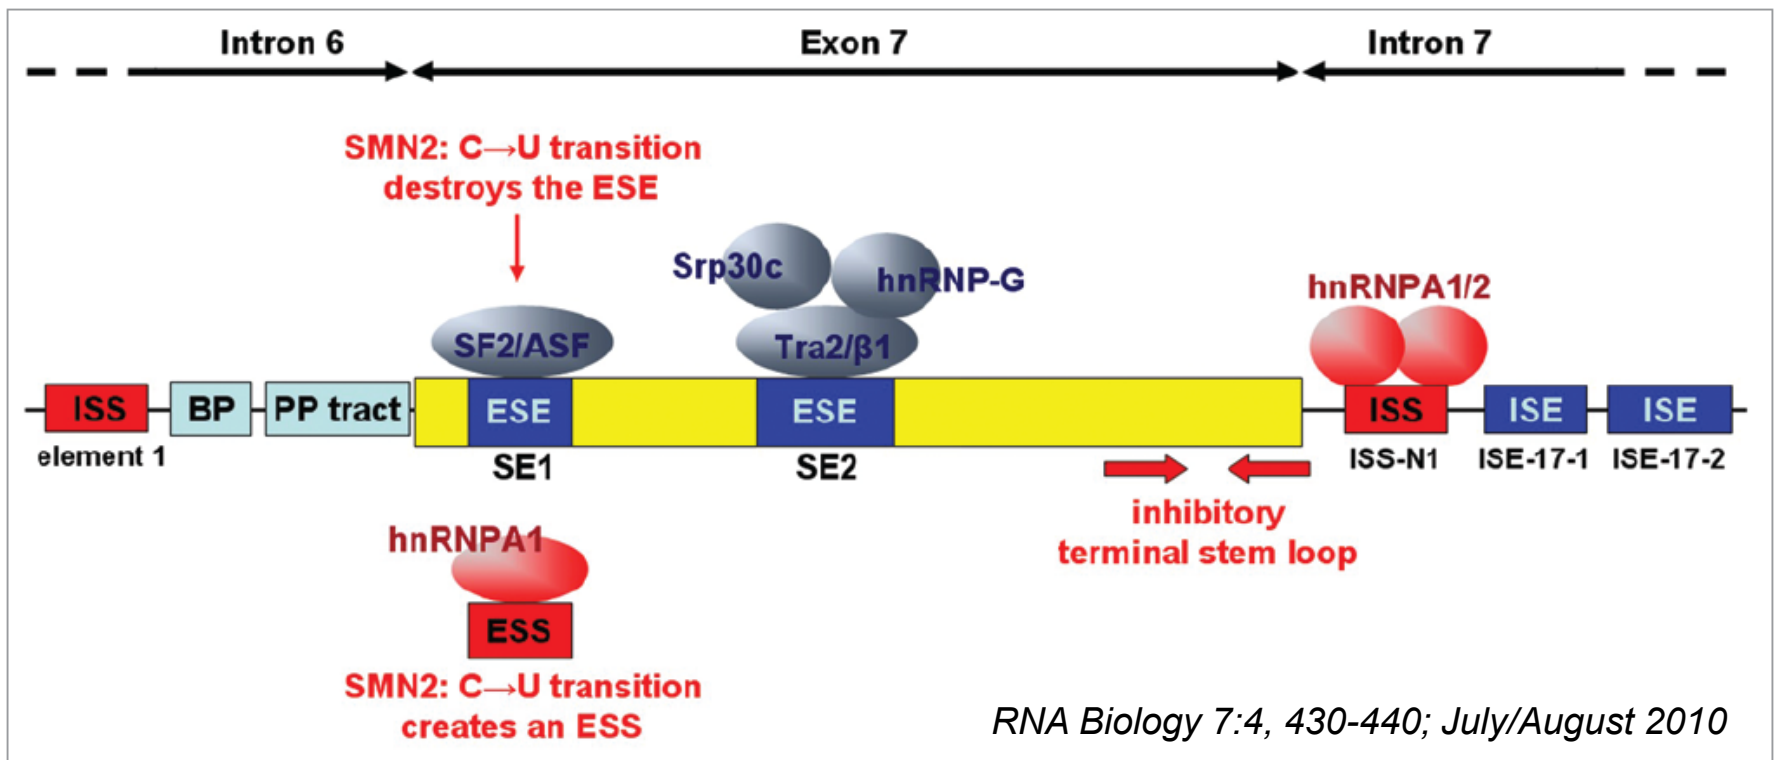 Intron 6
Exon 7
Intron 7
SMN2: C→U transition
destroys the ESE
Srp30c
hnRNP-G
hnRNPA1/2
SF2/ASF
Tra2/β1
ISS
BP
PP tract
ESE
ESE
ISS
ISE
ISE
element 1
SE1
SE2
ISS-N1
ISE-17-1
ISE-17-2
inhibitory
terminal stem loop
hnRNPA1
ESS
SMN2: C→U transition
creates an ESS
RNA Biology 7:4, 430-440; July/August 2010